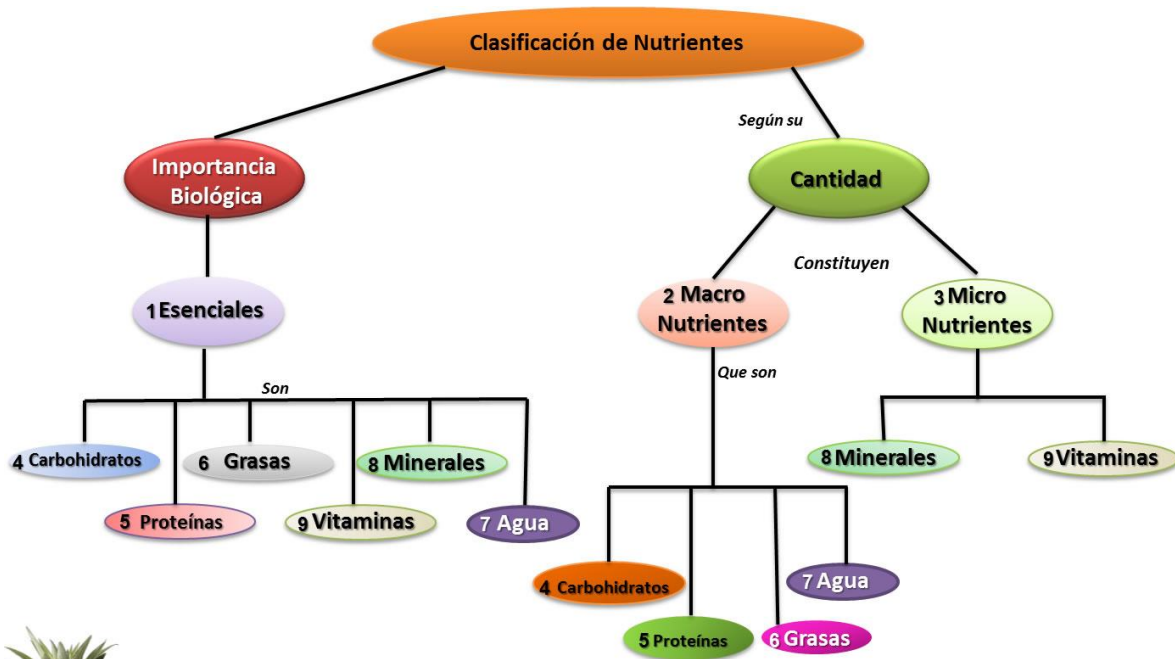 Clasificación de Nutrientes
Según su
Importancia
Biológica
Cantidad
Constituyen
1 Esenciales
2 Macro
Nutrientes
3 Micro
Nutrientes
Son
Que son
4 Carbohidratos
6 Grasas
8 Minerales
5 Proteínas
9 Vitaminas
7 Agua
8 Minerales
9 Vitaminas
4 Carbohidratos
7 Agua
5 Proteínas
6 Grasas